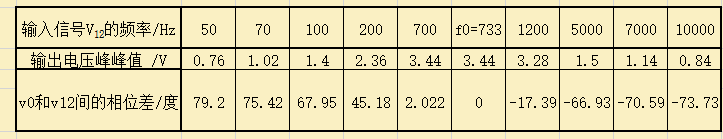 输入信号V12的频率/Hz 50 70 100 200 700 f0=733 1200 5000 7000 10000
输出电压峰峰值 /V 0.76 1.02 1.4 2.36 3.44 3.44 3.28 1.5 1.14 0.84
v0和v12间的相位差/度 79.2 75.42 67.95 45.18 2.022 0 -17.39 -66.93 -70.59 -73.73